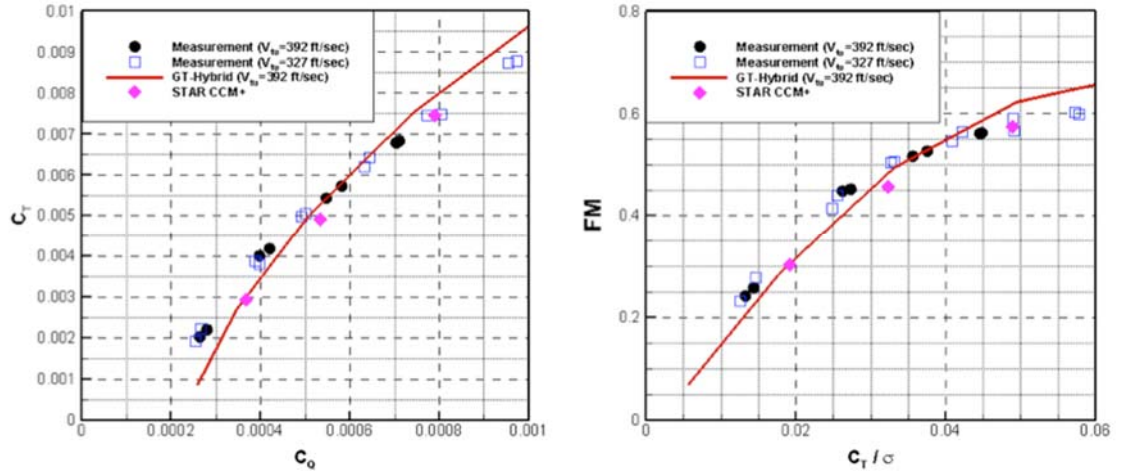 0.01
0.009
0.008
0.007
0.006
0.005
0.004
0.003
0.002
0.001
0
C_T
Measurement (V_tip=392 ft/sec)
Measurement (V_tip=327 ft/sec)
GT-Hybrid (V_tip=392 ft/sec)
STAR CCM+
0 0.0002 0.0004 0.0006 0.0008 0.001
C_Q
0.8
0.6
0.4
0.2
0
FM
Measurement (V_tip=392 ft/sec)
Measurement (V_tip=327 ft/sec)
GT-Hybrid (V_tip=392 ft/sec)
STAR CCM+
0 0.02 0.04 0.06
C_T / σ